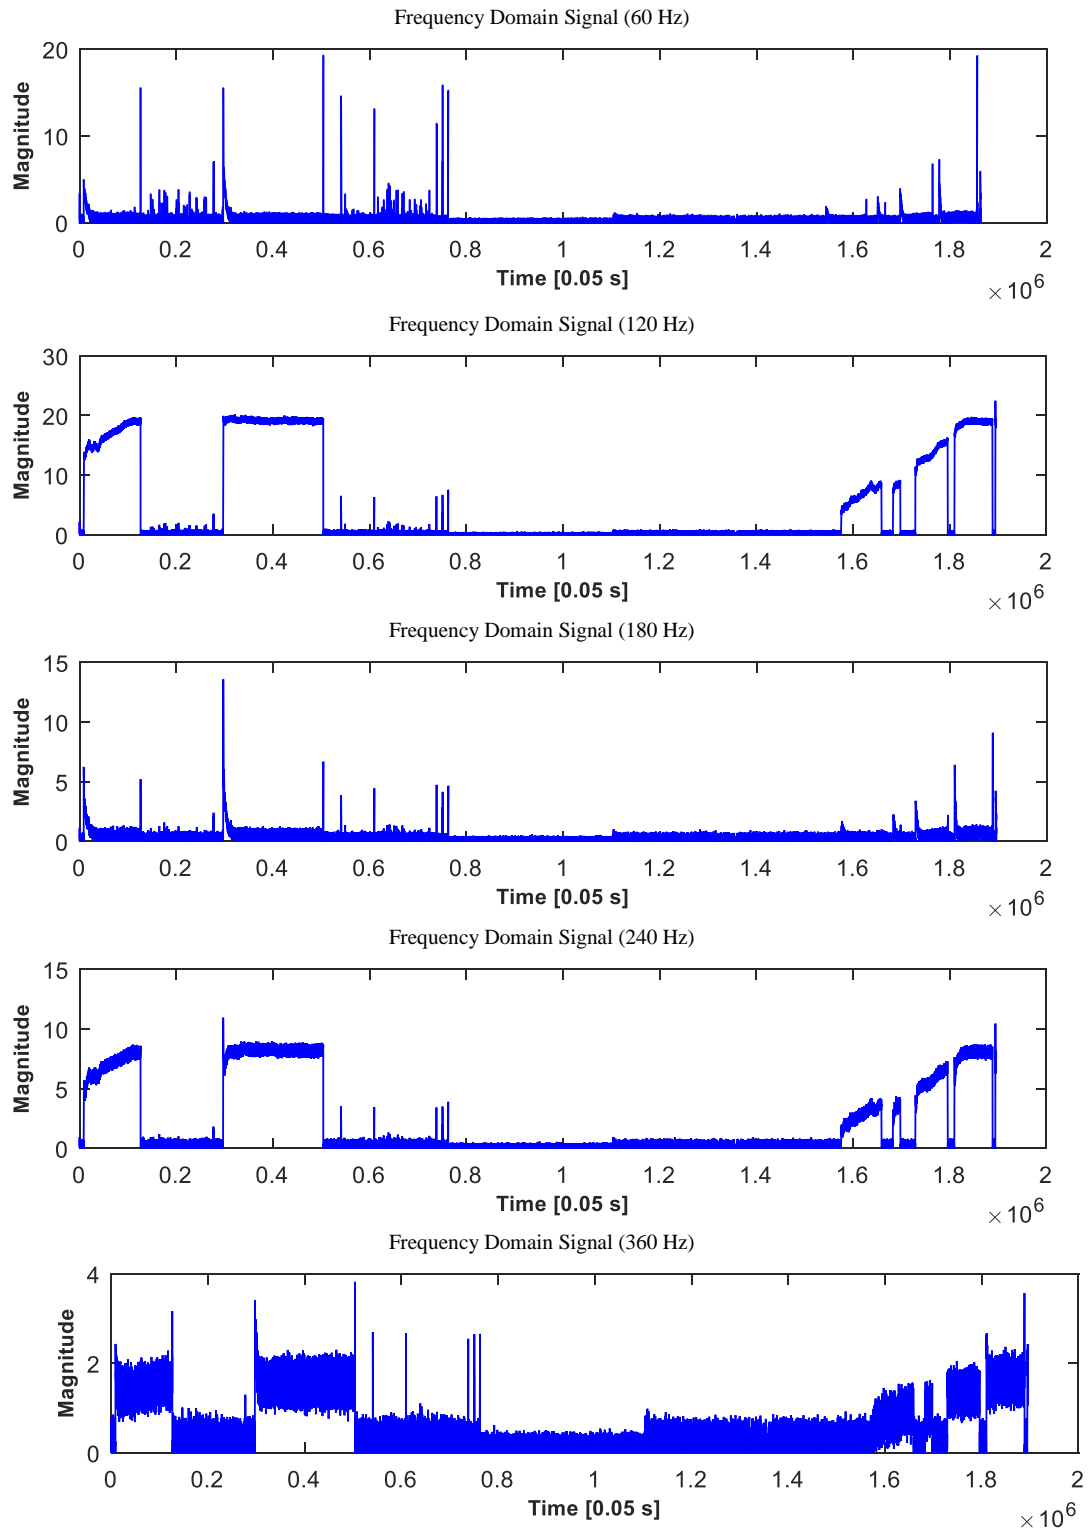 Frequency Domain Signal (60 Hz)
20
10
0
Magnitude
0 0.2 0.4 0.6 0.8 1 1.2 1.4 1.6 1.8 2
Time [0.05 s]
× 10^6
Frequency Domain Signal (120 Hz)
30
20
10
0
Magnitude
0 0.2 0.4 0.6 0.8 1 1.2 1.4 1.6 1.8 2
Time [0.05 s]
× 10^6
Frequency Domain Signal (180 Hz)
15
10
5
0
Magnitude
0 0.2 0.4 0.6 0.8 1 1.2 1.4 1.6 1.8 2
Time [0.05 s]
× 10^6
Frequency Domain Signal (240 Hz)
15
10
5
0
Magnitude
0 0.2 0.4 0.6 0.8 1 1.2 1.4 1.6 1.8 2
Time [0.05 s]
× 10^6
Frequency Domain Signal (360 Hz)
4
2
0
Magnitude
0 0.2 0.4 0.6 0.8 1 1.2 1.4 1.6 1.8 2
Time [0.05 s]
× 10^6